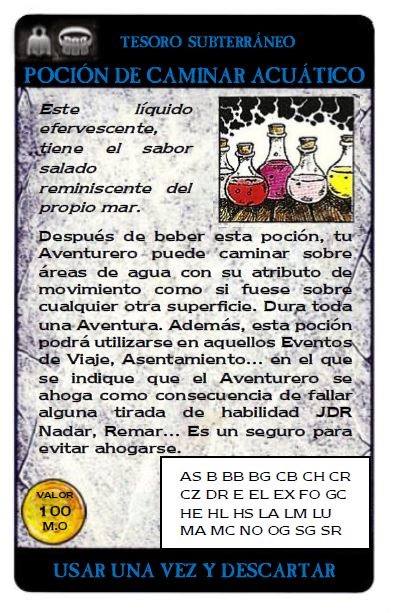 TESORO SUBTERRÁNEO
POCIÓN DE CAMINAR ACUÁTICO
Este líquido
efervescente,
tiene el sabor
salado
reminiscente del
propio mar.
Después de beber esta poción, tu
Aventurero puede caminar sobre
áreas de agua con su atributo de
movimiento como si fuese sobre
cualquier otra superficie. Dura toda
una Aventura. Además, esta poción
podrá utilizarse en aquellos Eventos
de Viaje, Asentamiento... en el que
se indique que el Aventurero se
ahoga como consecuencia de fallar
alguna tirada de habilidad JDR
Nadar, Remar... Es un seguro para
evitar ahogarse.
VALOR
100
M.O
AS B BB BG CB CH CR
CZ DR E EL EX FO GC
HE HL HS LA LM LU
MA MC NO OG SG SR
USAR UNA VEZ Y DESCARTAR